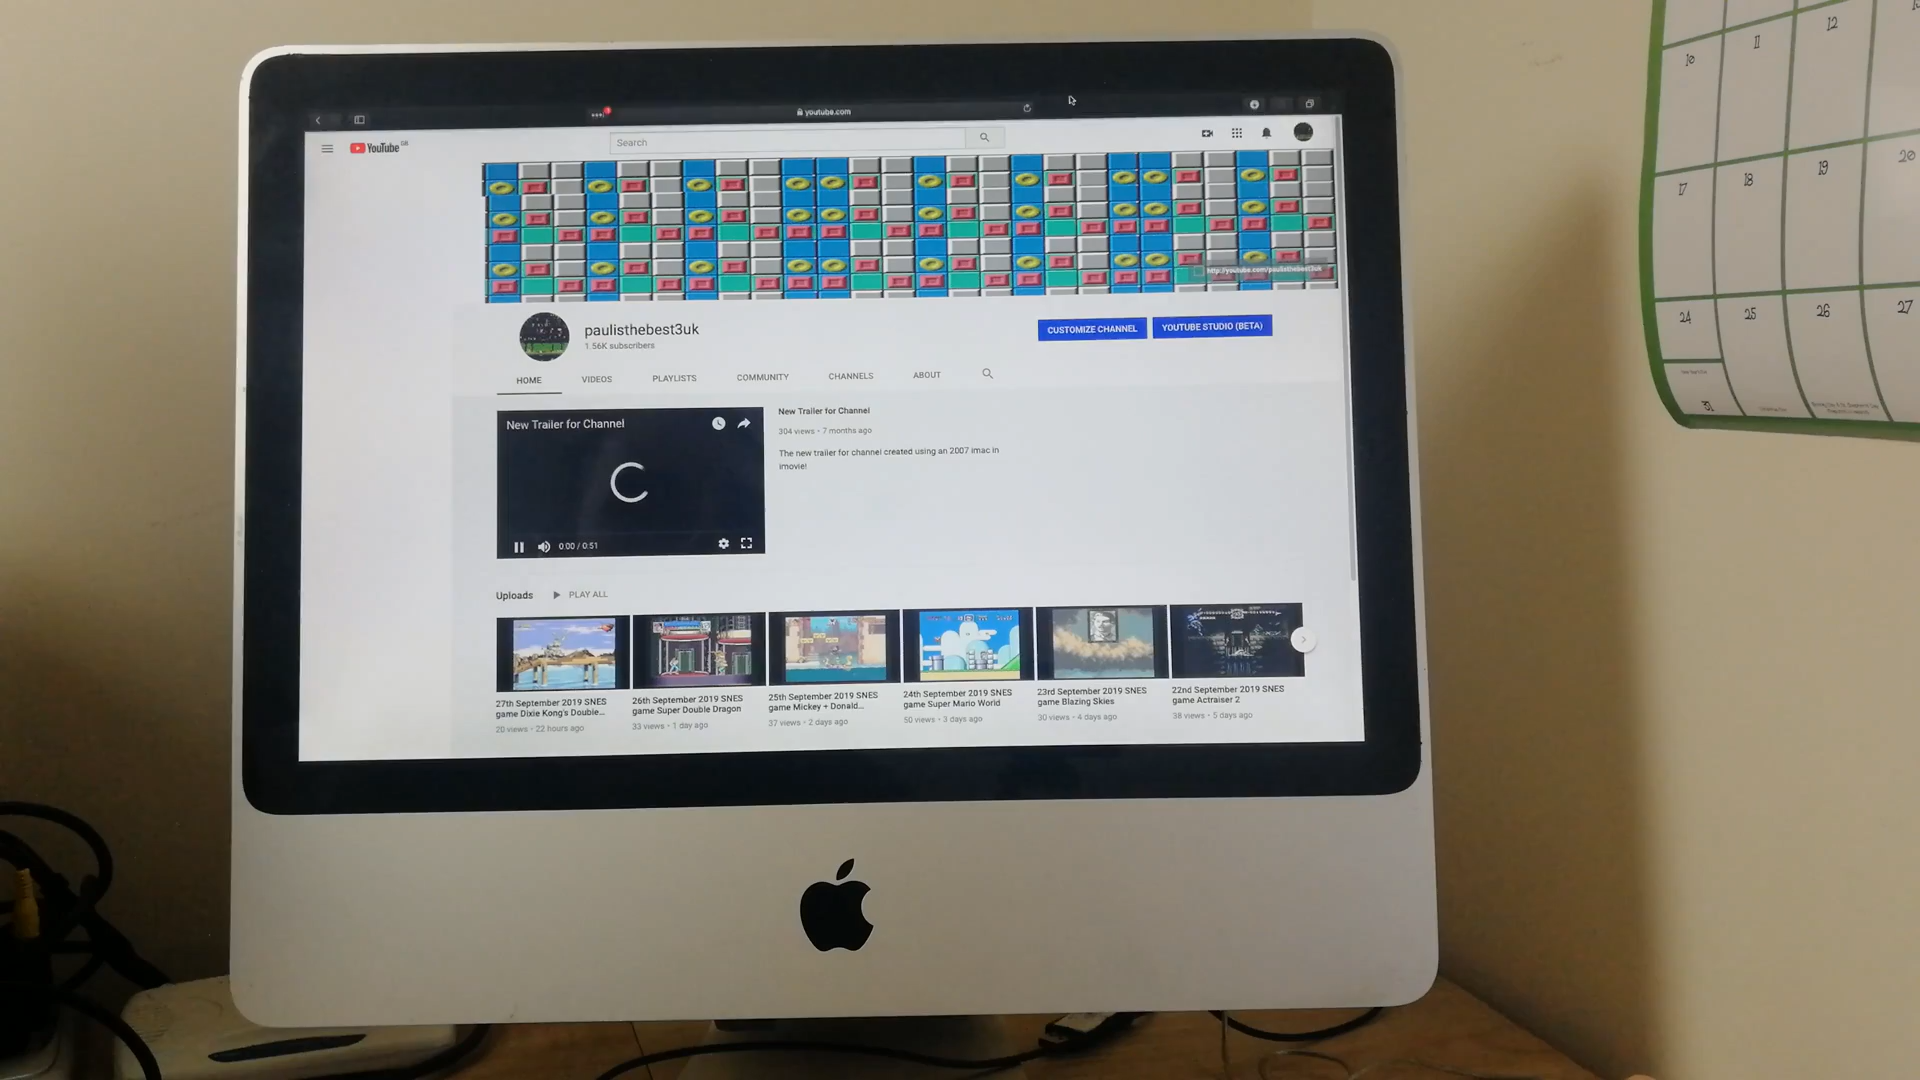 youtube.com
YouTube GB
Search
http://youtube.com/paulisthebest3uk
paulisthebest3uk
1.56K subscribers
CUSTOMIZE CHANNEL
YOUTUBE STUDIO (BETA)
HOME
VIDEOS
PLAYLISTS
COMMUNITY
CHANNELS
ABOUT
New Trailer for Channel
0:00 / 0:51
New Trailer for Channel
304 views • 7 months ago
The new trailer for channel created using an 2007 imac in
imovie!
Uploads
PLAY ALL
27th September 2019 SNES
game Dixie Kong's Double...
20 views • 22 hours ago
26th September 2019 SNES
game Super Double Dragon
33 views • 1 day ago
25th September 2019 SNES
game Mickey + Donald...
37 views • 2 days ago
24th September 2019 SNES
game Super Mario World
50 views • 3 days ago
23rd September 2019 SNES
game Blazing Skies
30 views • 4 days ago
22nd September 2019 SNES
game Actraiser 2
38 views • 5 days ago
10 11 12
17 18 19 20
24 25 26 27
31